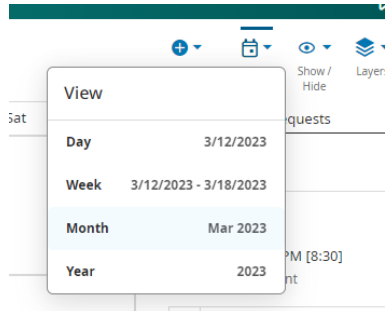 Show /
Hide
Layers
View
Sat
quests
Day 3/12/2023
Week 3/12/2023 - 3/18/2023
Month Mar 2023
PM [8:30]
Year 2023
nt